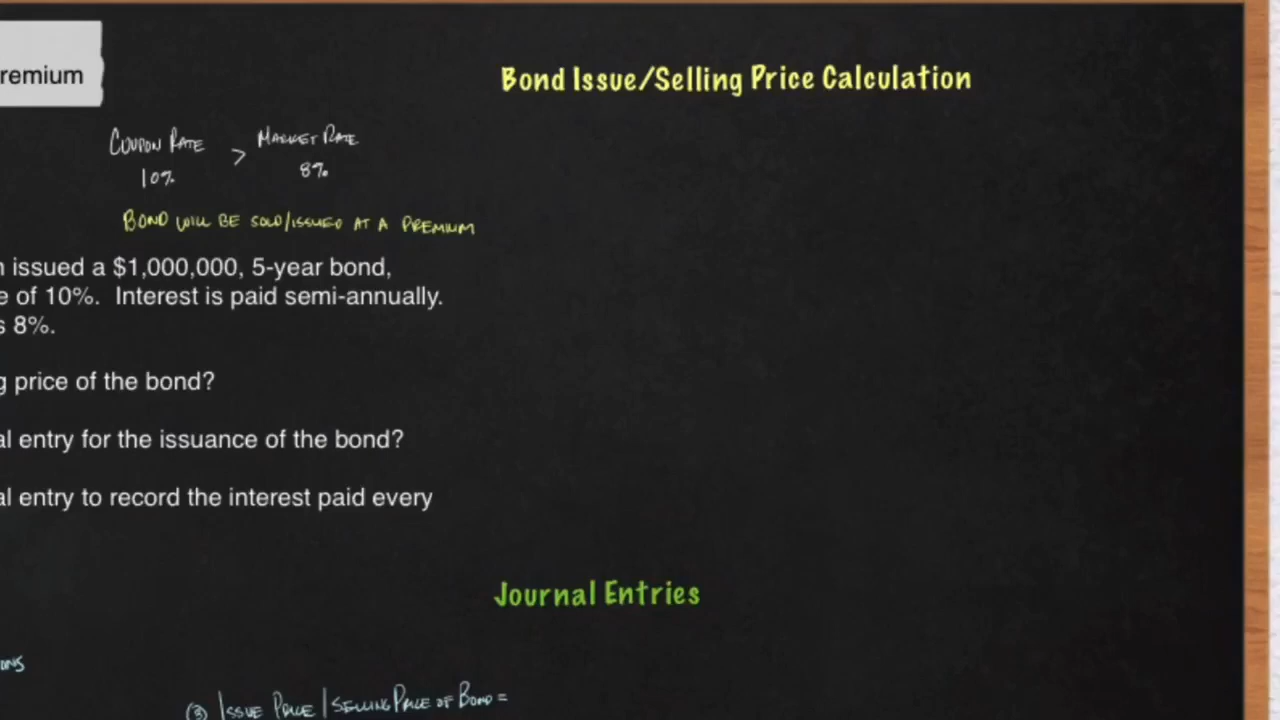 remium
Bond Issue/Selling Price Calculation
COUPON RATE > MARKET RATE
10% 8%
BOND WILL BE SOLD/ISSUED AT A PREMIUM
n issued a $1,000,000, 5-year bond,
e of 10%. Interest is paid semi-annually.
s 8%.
g price of the bond?
al entry for the issuance of the bond?
al entry to record the interest paid every
Journal Entries
ONS
③ ISSUE PRICE | SELLING PRICE OF BOND =